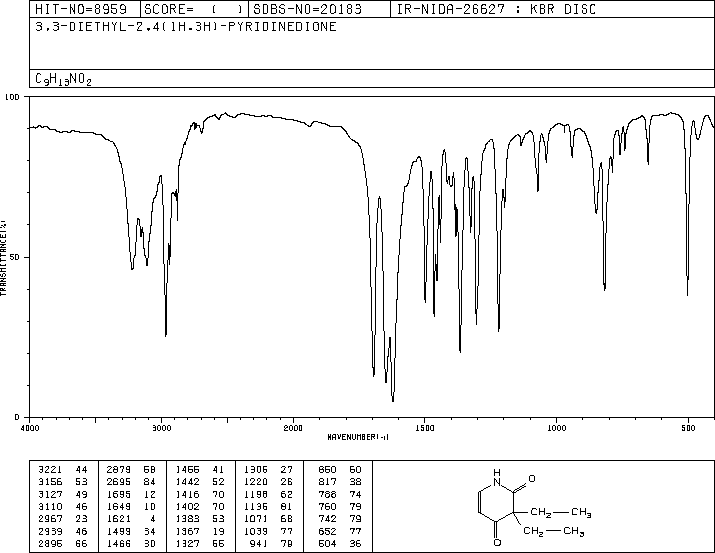 HIT-NO=8959 SCORE= ( ) SDBS-NO=20183 IR-NIDA-26627 : KBR DISC
3,3-DIETHYL-2,4(1H,3H)-PYRIDINEDIONE
C9H13NO2
100
50
0
TRANSMITTANCE(%)
4000 3000 2000 1500 1000 500
WAVENUMBER(-1)
3221 44 2879 58 1455 41 1306 27 850 60
3156 53 2695 84 1442 52 1220 26 817 38
3127 49 1695 12 1416 70 1198 62 788 74
3110 46 1649 10 1402 70 1136 81 760 79
2967 23 1621 4 1383 53 1071 68 742 79
2939 46 1499 34 1367 19 1039 77 652 77
2895 66 1466 30 1327 55 941 79 504 36
NH
O
CH2 CH3
CH2 CH3
O